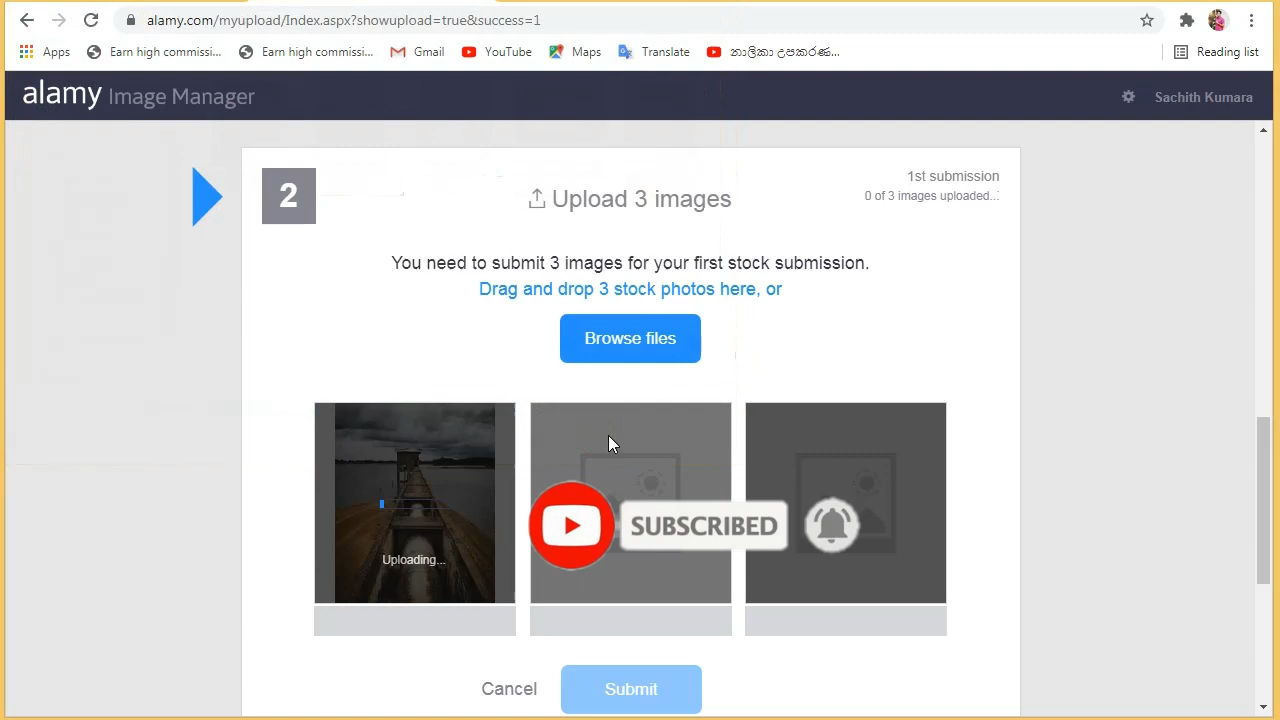 alamy.com/myupload/Index.aspx?showupload=true&success=1
Apps Earn high commissi... Earn high commissi... Gmail YouTube Maps Translate නාලිකා උපකරණ... Reading list
alamy Image Manager Sachith Kumara
2
Upload 3 images
1st submission
0 of 3 images uploaded...
You need to submit 3 images for your first stock submission.
Drag and drop 3 stock photos here, or
Browse files
SUBSCRIBED
Uploading...
Cancel Submit